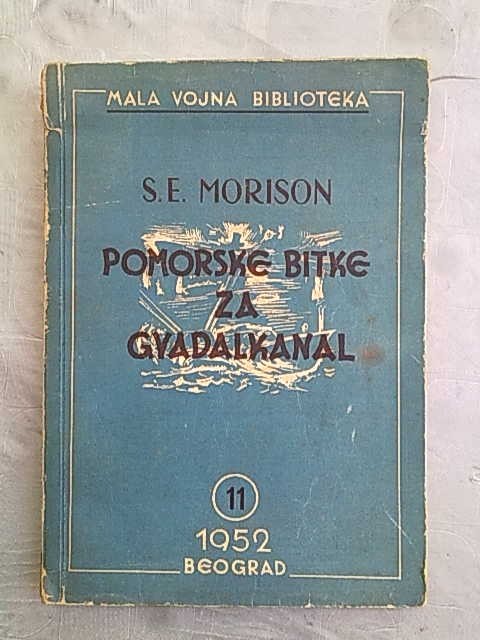 MALA VOJNA BIBLIOTEKA
S.E. MORISON
POMORSKE BITKE
ZA
GVADALKANAL
11
1952
BEOGRAD